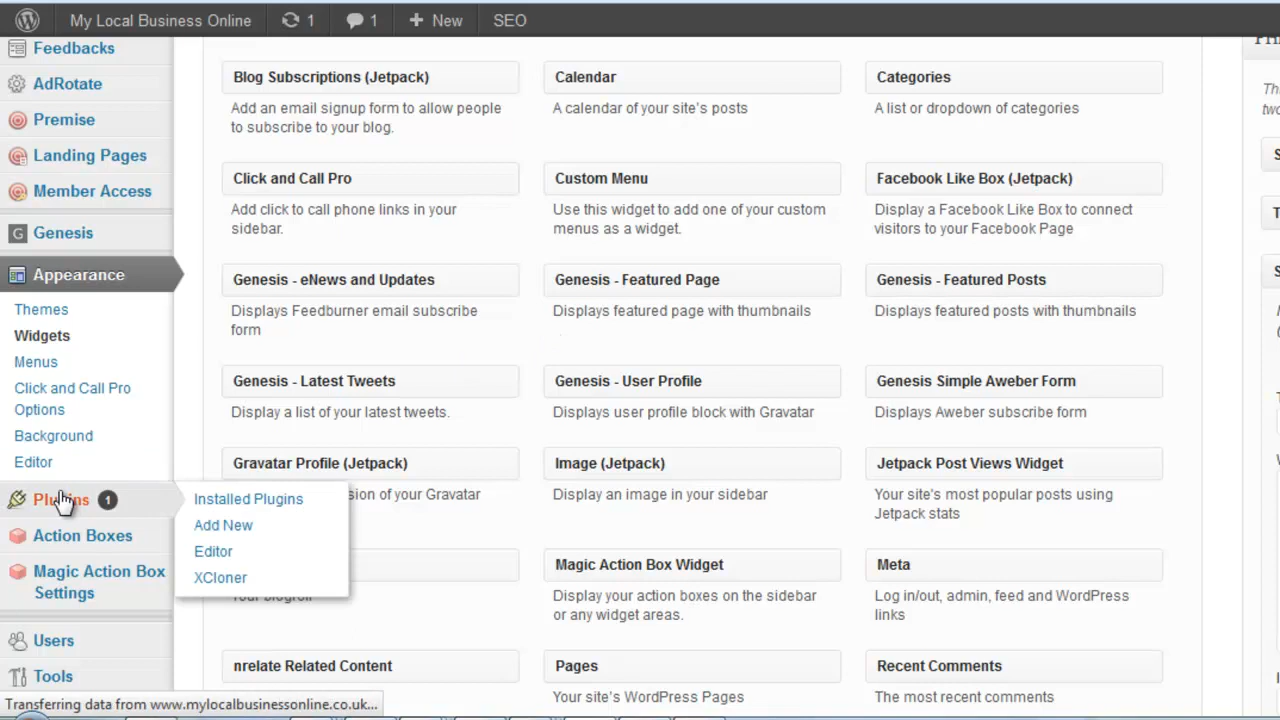 My Local Business Online 1 1 New SEO
Feedbacks
AdRotate
Premise
Landing Pages
Member Access
Genesis
Appearance
Themes
Widgets
Menus
Click and Call Pro
Options
Background
Editor
Plugins 1
Action Boxes
Magic Action Box
Settings
Users
Tools
Installed Plugins
Add New
Editor
XCloner
Blog Subscriptions (Jetpack)
Add an email signup form to allow people
to subscribe to your blog.
Calendar
A calendar of your site's posts
Categories
A list or dropdown of categories
Click and Call Pro
Add click to call phone links in your
sidebar.
Custom Menu
Use this widget to add one of your custom
menus as a widget.
Facebook Like Box (Jetpack)
Display a Facebook Like Box to connect
visitors to your Facebook Page
Genesis - eNews and Updates
Displays Feedburner email subscribe
form
Genesis - Featured Page
Displays featured page with thumbnails
Genesis - Featured Posts
Displays featured posts with thumbnails
Genesis - Latest Tweets
Display a list of your latest tweets.
Genesis - User Profile
Displays user profile block with Gravatar
Genesis Simple Aweber Form
Displays Aweber subscribe form
Gravatar Profile (Jetpack)
sion of your Gravatar
Image (Jetpack)
Display an image in your sidebar
Jetpack Post Views Widget
Your site's most popular posts using
Jetpack stats
Your blogroll
Magic Action Box Widget
Display your action boxes on the sidebar
or any widget areas.
Meta
Log in/out, admin, feed and WordPress
links
nrelate Related Content
Pages
Your site's WordPress Pages
Recent Comments
The most recent comments
Transferring data from www.mylocalbusinessonline.co.uk...